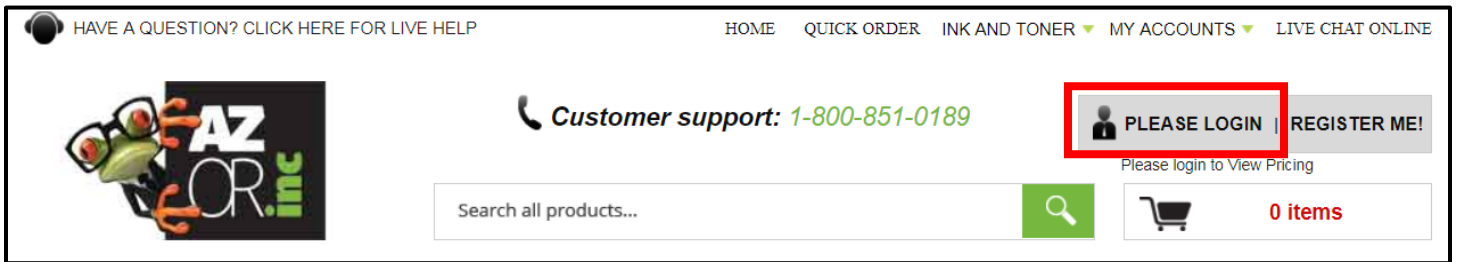 HAVE A QUESTION? CLICK HERE FOR LIVE HELP
HOME QUICK ORDER INK AND TONER MY ACCOUNTS LIVE CHAT ONLINE
AZ
OR.inc
Customer support: 1-800-851-0189
PLEASE LOGIN | REGISTER ME!
Please login to View Pricing
Search all products...
0 items